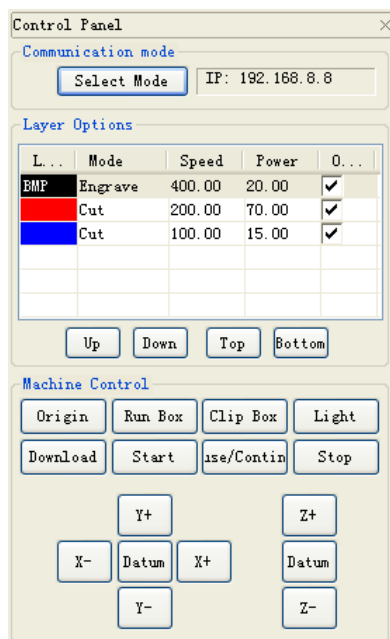 Control Panel
Communication mode
Select Mode IP: 192.168.8.8
Layer Options
L... Mode Speed Power O...
BMP Engrave 400.00 20.00
Cut 200.00 70.00
Cut 100.00 15.00
Up Down Top Bottom
Machine Control
Origin Run Box Clip Box Light
Download Start use/Contin Stop
Y+ Z+
X- Datum X+ Datum
Y- Z-